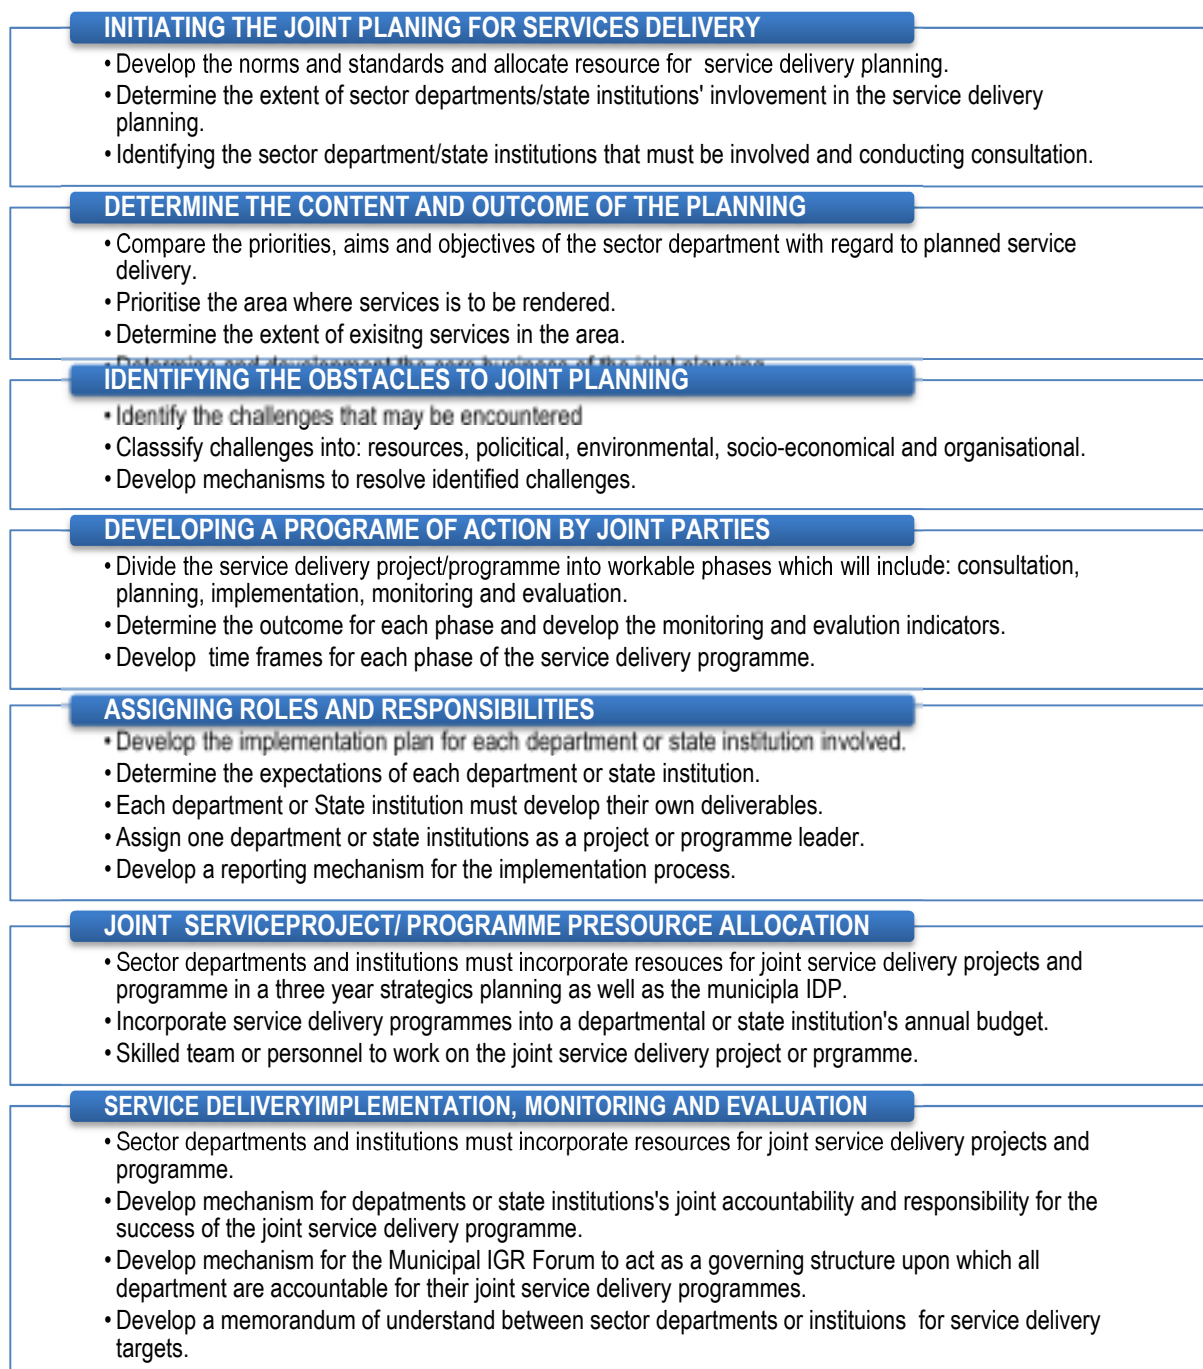 INITIATING THE JOINT PLANING FOR SERVICES DELIVERY
• Develop the norms and standards and allocate resource for  service delivery planning.
• Determine the extent of sector departments/state institutions' invlovement in the service delivery
planning.
• Identifying the sector department/state institutions that must be involved and conducting consultation.
DETERMINE THE CONTENT AND OUTCOME OF THE PLANNING
• Compare the priorities, aims and objectives of the sector department with regard to planned service
delivery.
• Prioritise the area where services is to be rendered.
• Determine the extent of exisitng services in the area.
• Determine and development the core business of the joint planning
IDENTIFYING THE OBSTACLES TO JOINT PLANNING
• Identify the challenges that may be encountered
• Classsify challenges into: resources, policitical, environmental, socio-economical and organisational.
• Develop mechanisms to resolve identified challenges.
DEVELOPING A PROGRAME OF ACTION BY JOINT PARTIES
• Divide the service delivery project/programme into workable phases which will include: consultation,
planning, implementation, monitoring and evaluation.
• Determine the outcome for each phase and develop the monitoring and evalution indicators.
• Develop  time frames for each phase of the service delivery programme.
ASSIGNING ROLES AND RESPONSIBILITIES
• Develop the implementation plan for each department or state institution involved.
• Determine the expectations of each department or state institution.
• Each department or State institution must develop their own deliverables.
• Assign one department or state institutions as a project or programme leader.
• Develop a reporting mechanism for the implementation process.
JOINT  SERVICEPROJECT/ PROGRAMME PRESOURCE ALLOCATION
• Sector departments and institutions must incorporate resouces for joint service delivery projects and
programme in a three year strategics planning as well as the municipla IDP.
• Incorporate service delivery programmes into a departmental or state institution's annual budget.
• Skilled team or personnel to work on the joint service delivery project or prgramme.
SERVICE DELIVERYIMPLEMENTATION, MONITORING AND EVALUATION
• Sector departments and institutions must incorporate resources for joint service delivery projects and
programme.
• Develop mechanism for depatments or state institutions's joint accountability and responsibility for the
success of the joint service delivery programme.
• Develop mechanism for the Municipal IGR Forum to act as a governing structure upon which all
department are accountable for their joint service delivery programmes.
• Develop a memorandum of understand between sector departments or instituions  for service delivery
targets.